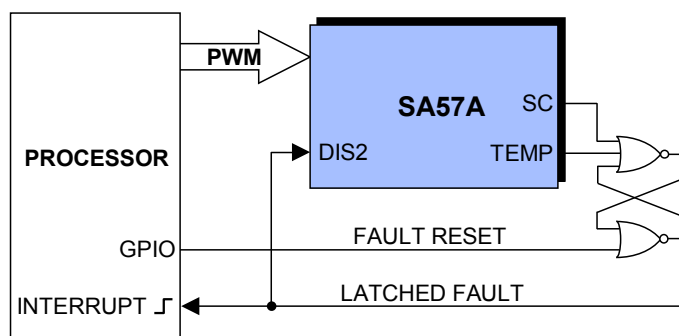 PWM
SA57A
SC
PROCESSOR
DIS2
TEMP
GPIO
FAULT RESET
INTERRUPT
LATCHED FAULT